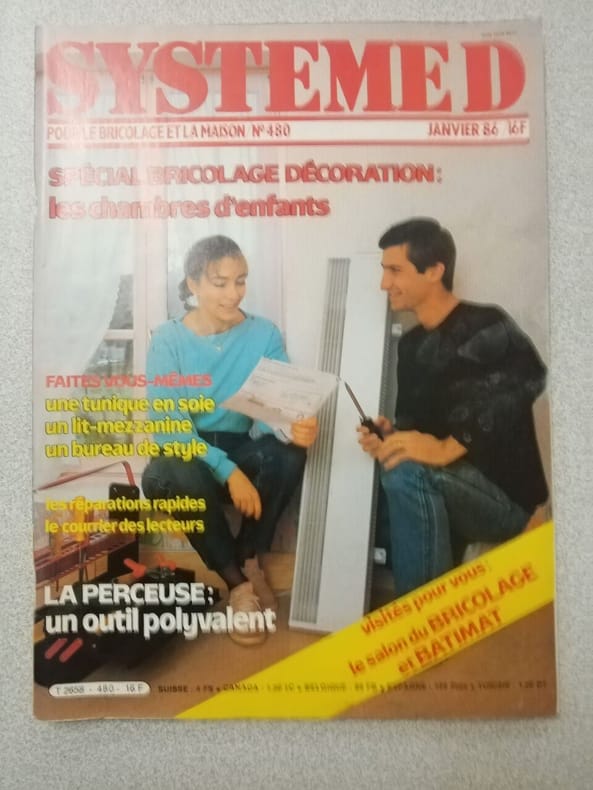 SYSTEME D
POUR LE BRICOLAGE ET LA MAISON / N° 480 JANVIER 86 16F
SPÉCIAL BRICOLAGE DÉCORATION:
les chambres d'enfants
FAITES VOUS-MÊMES
une tunique en soie
un lit-mezzanine
un bureau de style
les réparations rapides
le courrier des lecteurs
LA PERCEUSE:
un outil polyvalent
visités pour vous:
le salon du BRICOLAGE
et BATIMAT
T 2658 - 480 - 16 F
SUISSE: CANADA BELGIQUE